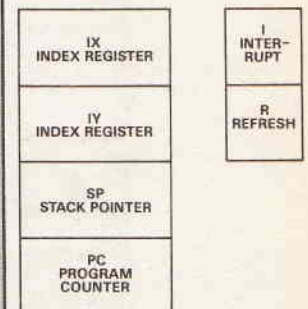 IX
INDEX REGISTER
IY
INDEX REGISTER
SP
STACK POINTER
PC
PROGRAM
COUNTER
I
INTER-
RUPT
R
REFRESH